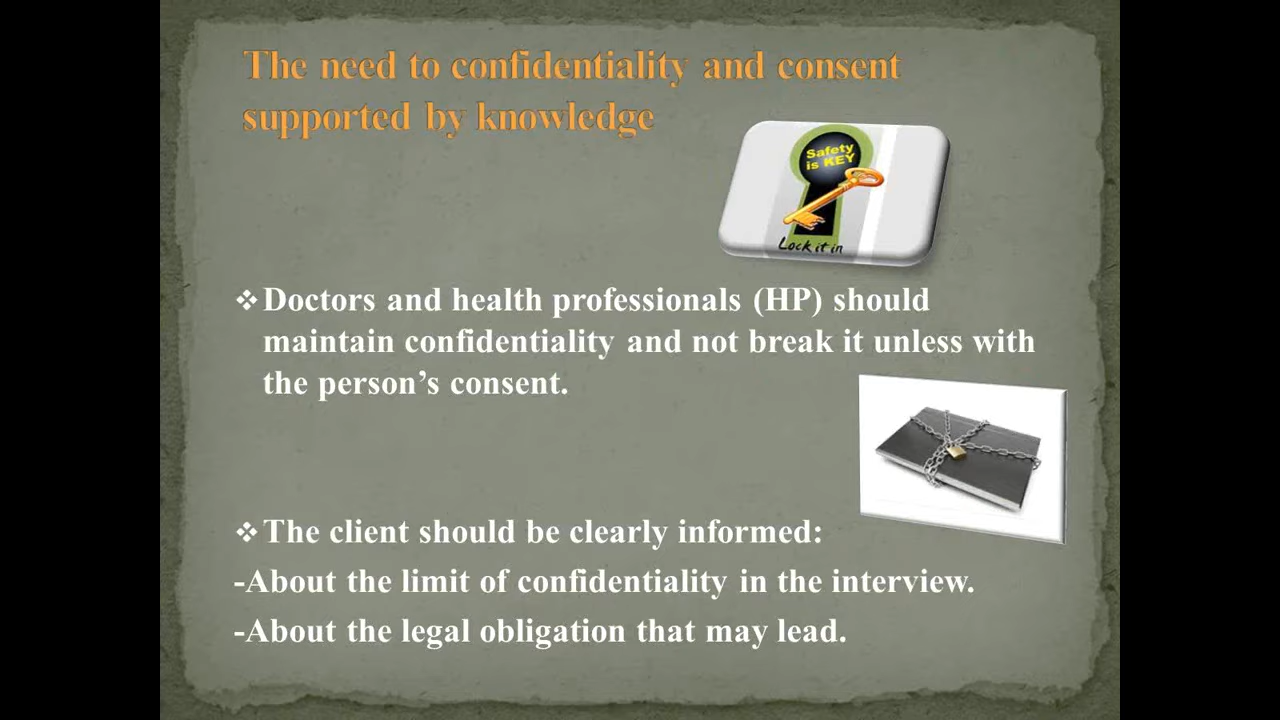 The need to confidentiality and consent
supported by knowledge
Safety
is KEY
Lock it in
❖Doctors and health professionals (HP) should
maintain confidentiality and not break it unless with
the person’s consent.
❖The client should be clearly informed:
-About the limit of confidentiality in the interview.
-About the legal obligation that may lead.